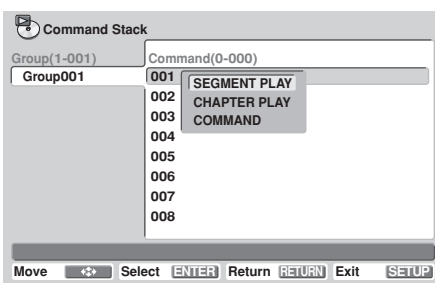 Command Stack
Group(1-001)
Group001
Command(0-000)
001
002
003
004
005
006
007
008
SEGMENT PLAY
CHAPTER PLAY
COMMAND
Move Select ENTER Return RETURN Exit SETUP